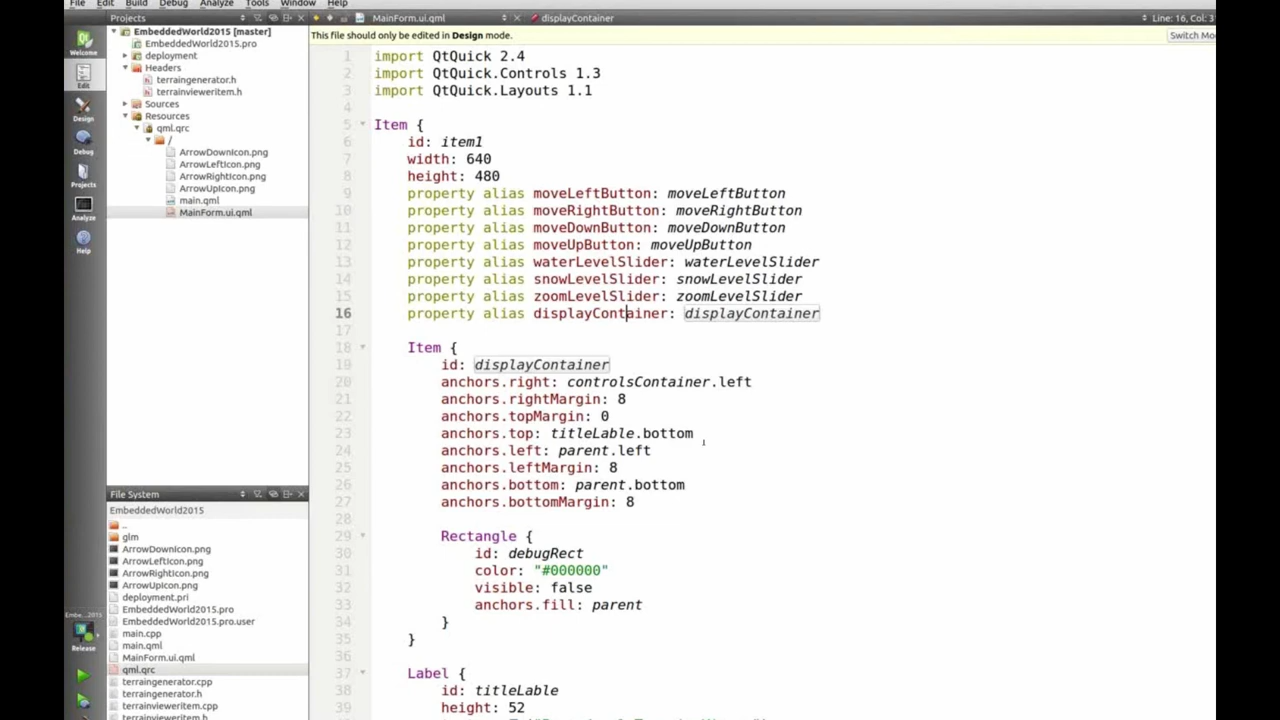 File Edit Build Debug Analyze Tools Window Help
Projects
MainForm.ui.qml
displayContainer
Line: 16, Col: 3
This file should only be edited in Design mode.
Switch Mo
Welcome
Edit
Design
Debug
Projects
Analyze
Help
EmbeddedWorld2015 [master]
EmbeddedWorld2015.pro
deployment
Headers
terraingenerator.h
terrainvieweritem.h
Sources
Resources
qml.qrc
/
ArrowDownIcon.png
ArrowLeftIcon.png
ArrowRightIcon.png
ArrowUpIcon.png
main.qml
MainForm.ui.qml
File System
EmbeddedWorld2015
..
glm
ArrowDownIcon.png
ArrowLeftIcon.png
ArrowRightIcon.png
ArrowUpIcon.png
deployment.pri
EmbeddedWorld2015.pro
EmbeddedWorld2015.pro.user
main.cpp
main.qml
MainForm.ui.qml
qml.qrc
terraingenerator.cpp
terraingenerator.h
terrainvieweritem.cpp
terrainvieweritem.h
Embe...2015
Release
1 import QtQuick 2.4
2 import QtQuick.Controls 1.3
3 import QtQuick.Layouts 1.1
4
5 Item {
6 id: item1
7 width: 640
8 height: 480
9 property alias moveLeftButton: moveLeftButton
10 property alias moveRightButton: moveRightButton
11 property alias moveDownButton: moveDownButton
12 property alias moveUpButton: moveUpButton
13 property alias waterLevelSlider: waterLevelSlider
14 property alias snowLevelSlider: snowLevelSlider
15 property alias zoomLevelSlider: zoomLevelSlider
16 property alias displayContainer: displayContainer
17
18 Item {
19 id: displayContainer
20 anchors.right: controlsContainer.left
21 anchors.rightMargin: 8
22 anchors.topMargin: 0
23 anchors.top: titleLable.bottom
24 anchors.left: parent.left
25 anchors.leftMargin: 8
26 anchors.bottom: parent.bottom
27 anchors.bottomMargin: 8
28
29 Rectangle {
30 id: debugRect
31 color: "#000000"
32 visible: false
33 anchors.fill: parent
34 }
35 }
36
37 Label {
38 id: titleLable
39 height: 52